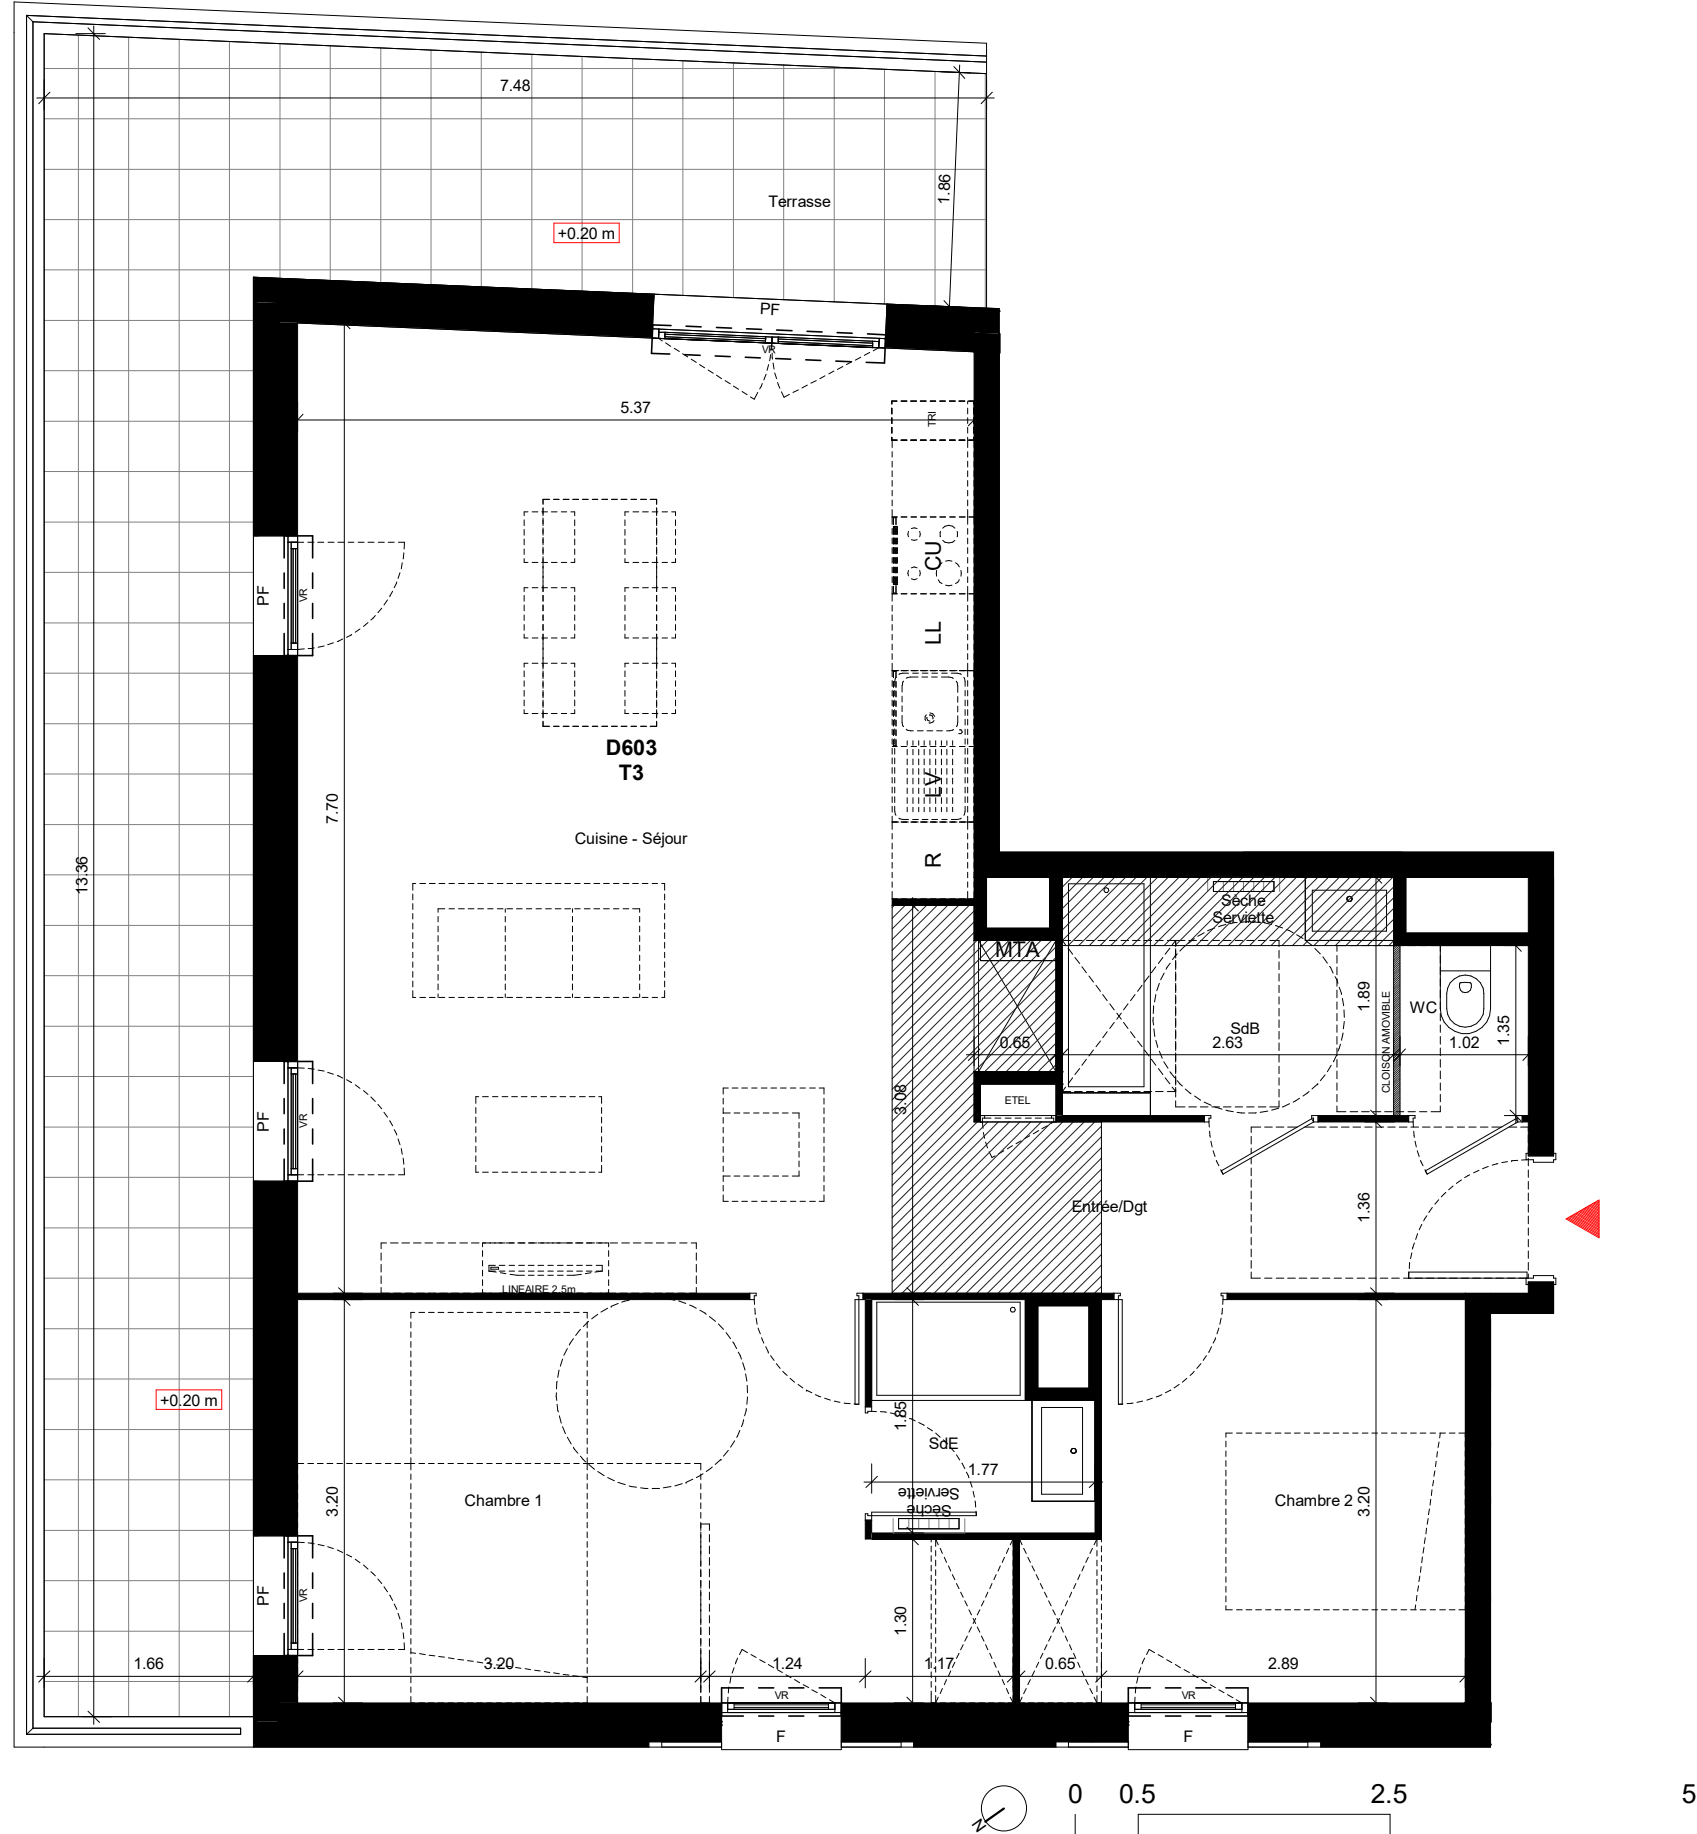 7.48
1.86
Terrasse
+0.20 m
PF
VR
5.37
TRI
CU
PF
VR
LL
D603
T3
LV
7.70
Cuisine - Séjour
R
13.36
Sèche
Serviette
MTA
1.89
CLOISON AMOVIBLE
WC
1.35
SdB
0.65
2.63
1.02
3.08
ETEL
PF
VR
Entrée/Dgt
1.36
LINEAIRE 2.5m
+0.20 m
1.85
SdE
1.77
Sèche
Serviette
Chambre 1
3.20
Chambre 2
3.20
PF
VR
1.30
1.66
3.20
1.24
1.17
0.65
2.89
VR
VR
F
F
N
0 0.5 2.5 5